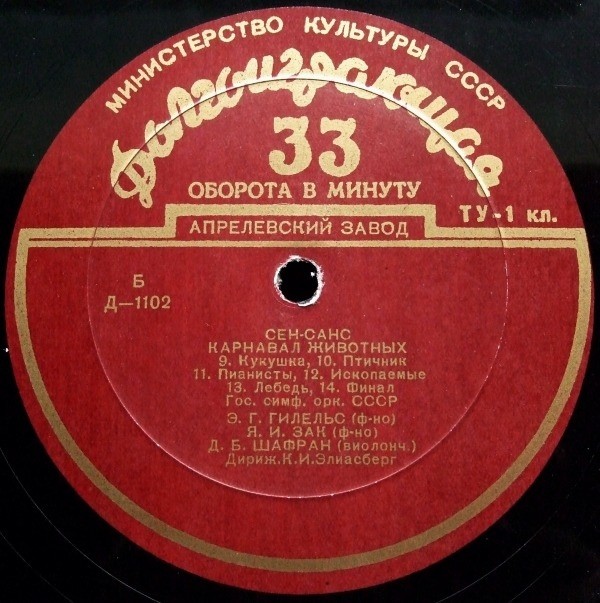 МИНИСТЕРСТВО КУЛЬТУРЫ СССР
Долгоиграющая
33
ОБОРОТА В МИНУТУ
ТУ-1 кл.
АПРЕЛЕВСКИЙ ЗАВОД
Б
Д—1102
СЕН-САНС
КАРНАВАЛ ЖИВОТНЫХ
9. Кукушка, 10. Птичник
11. Пианисты, 12. Ископаемые
13. Лебедь, 14. Финал
Гос. симф. орк. СССР
Э. Г. ГИЛЕЛЬС (ф-но)
Я. И. ЗАК (ф-но)
Д. Б. ШАФРАН (виолонч.)
Дириж. К. И. Элиасберг